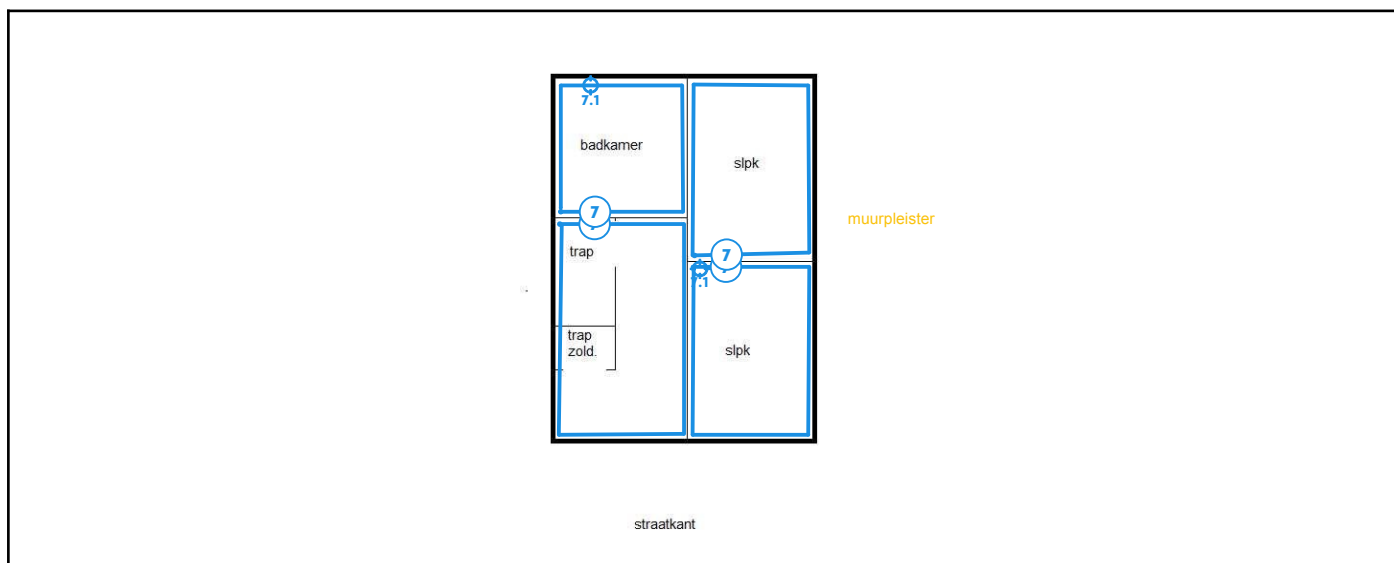 7.1
badkamer
slpk
7
muurpleister
trap
7
7.1
trap
zold.
slpk
straatkant